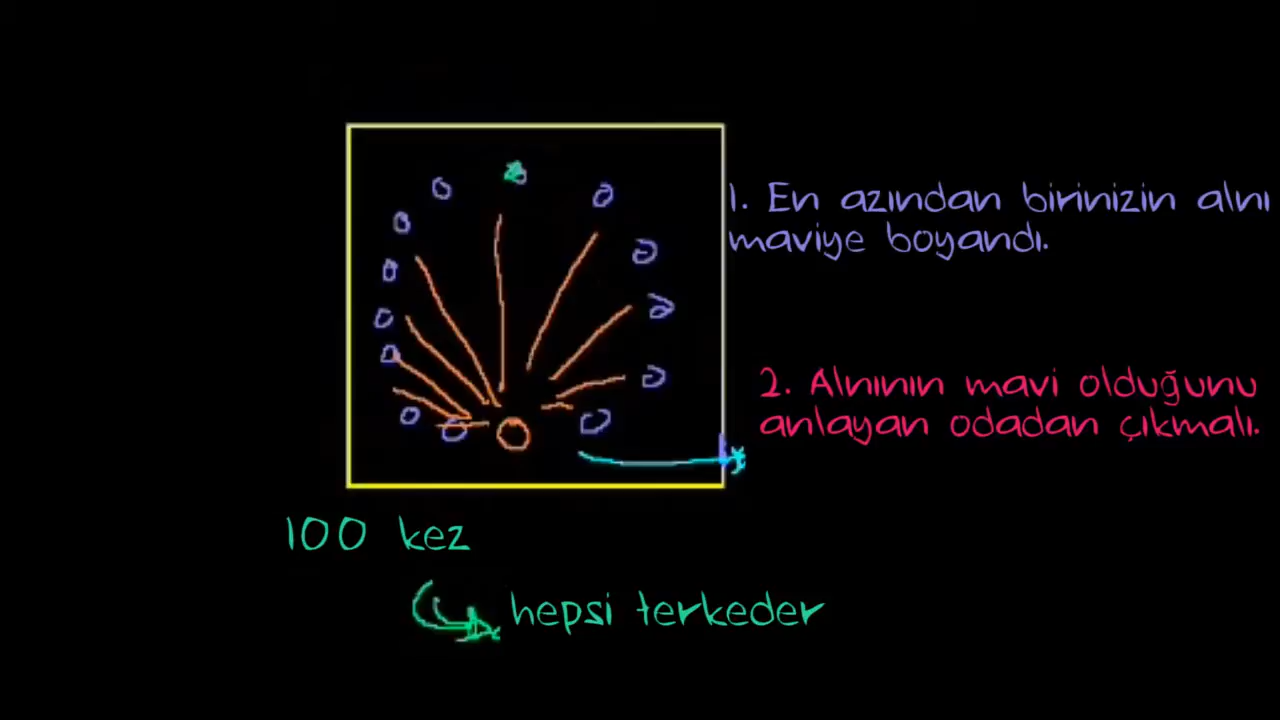 1. En azından birinizin alnı
maviye boyandı.
2. Alnının mavi olduğunu
anlayan odadan çıkmalı.
100 kez
hepsi terkeder